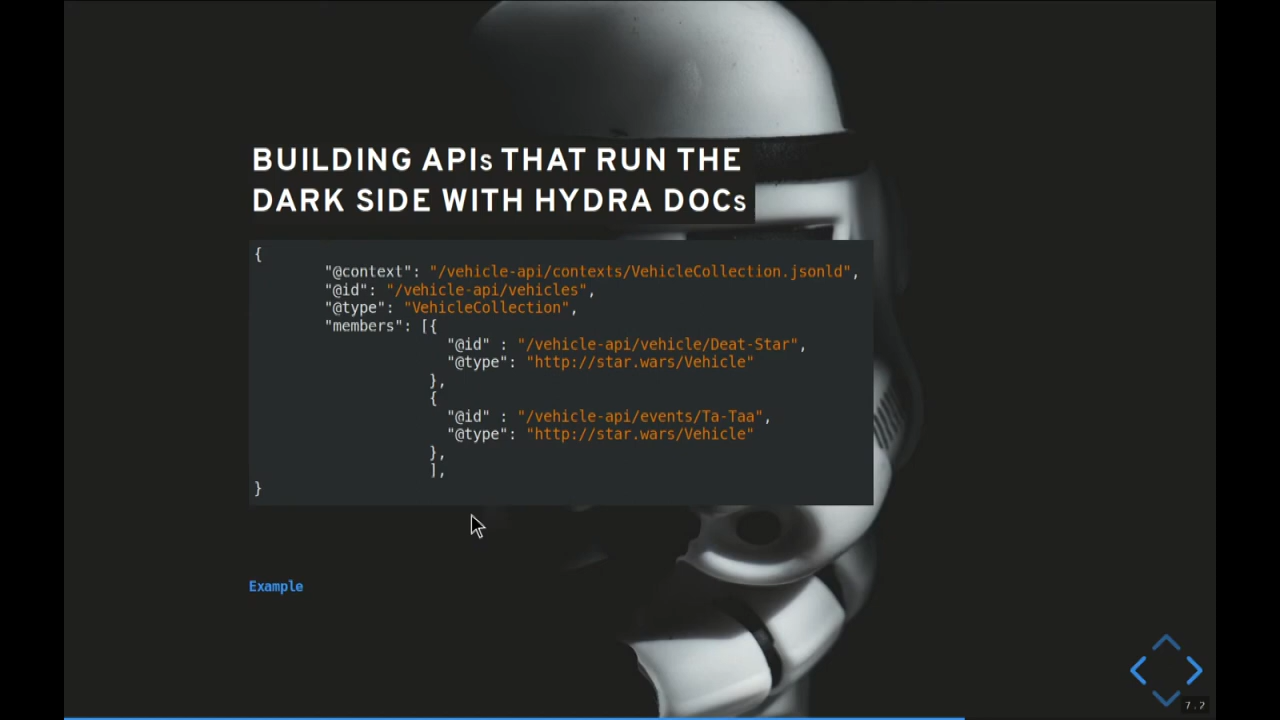 BUILDING APIs THAT RUN THE
DARK SIDE WITH HYDRA DOCs
{
"@context": "/vehicle-api/contexts/VehicleCollection.jsonld",
"@id": "/vehicle-api/vehicles",
"@type": "VehicleCollection",
"members": [{
"@id" : "/vehicle-api/vehicle/Deat-Star",
"@type": "http://star.wars/Vehicle"
},
{
"@id" : "/vehicle-api/events/Ta-Taa",
"@type": "http://star.wars/Vehicle"
},
],
}
Example
7.2